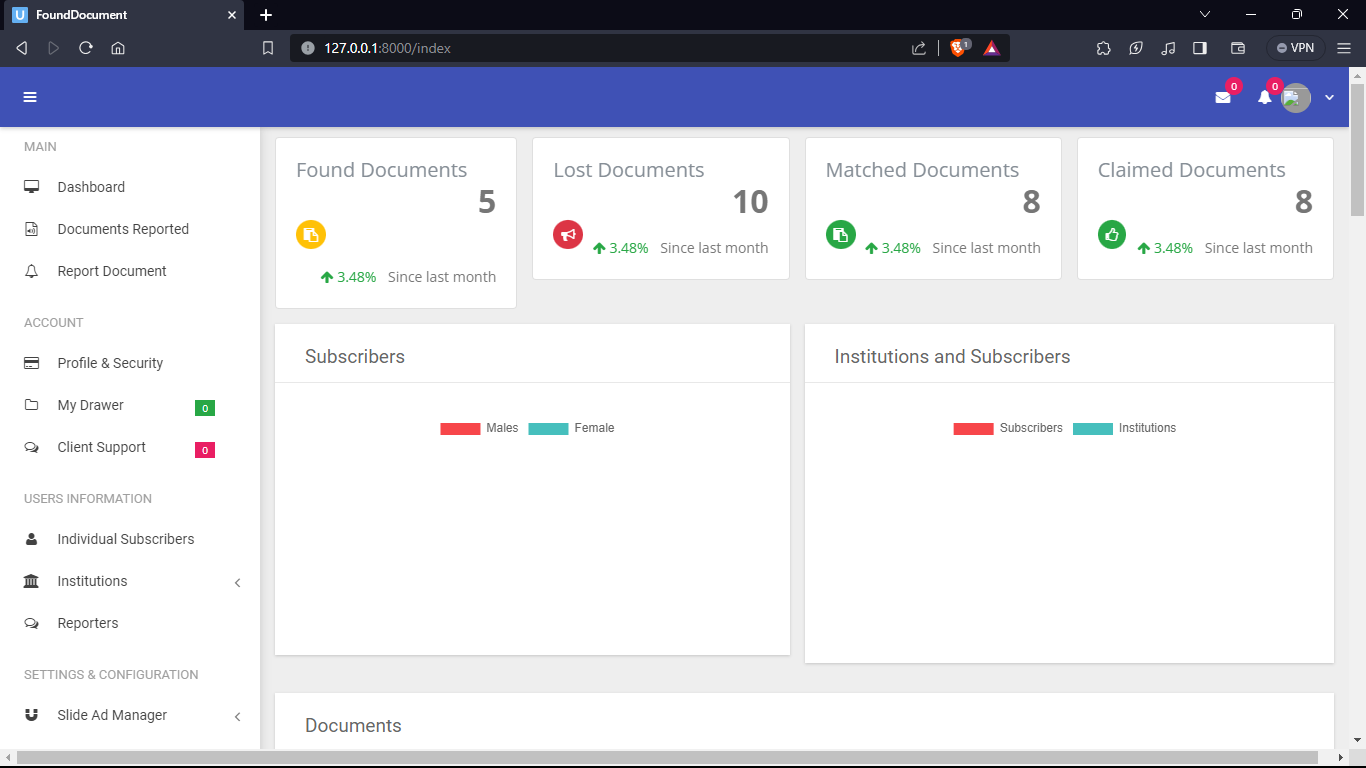 FoundDocument
127.0.0.1:8000/index
1
VPN
0
0
MAIN
Dashboard
Documents Reported
Report Document
ACCOUNT
Profile & Security
My Drawer 0
Client Support 0
USERS INFORMATION
Individual Subscribers
Institutions
Reporters
SETTINGS & CONFIGURATION
Slide Ad Manager
Found Documents
5
3.48% Since last month
Lost Documents
10
3.48% Since last month
Matched Documents
8
3.48% Since last month
Claimed Documents
8
3.48% Since last month
Subscribers
Males Female
Institutions and Subscribers
Subscribers Institutions
Documents